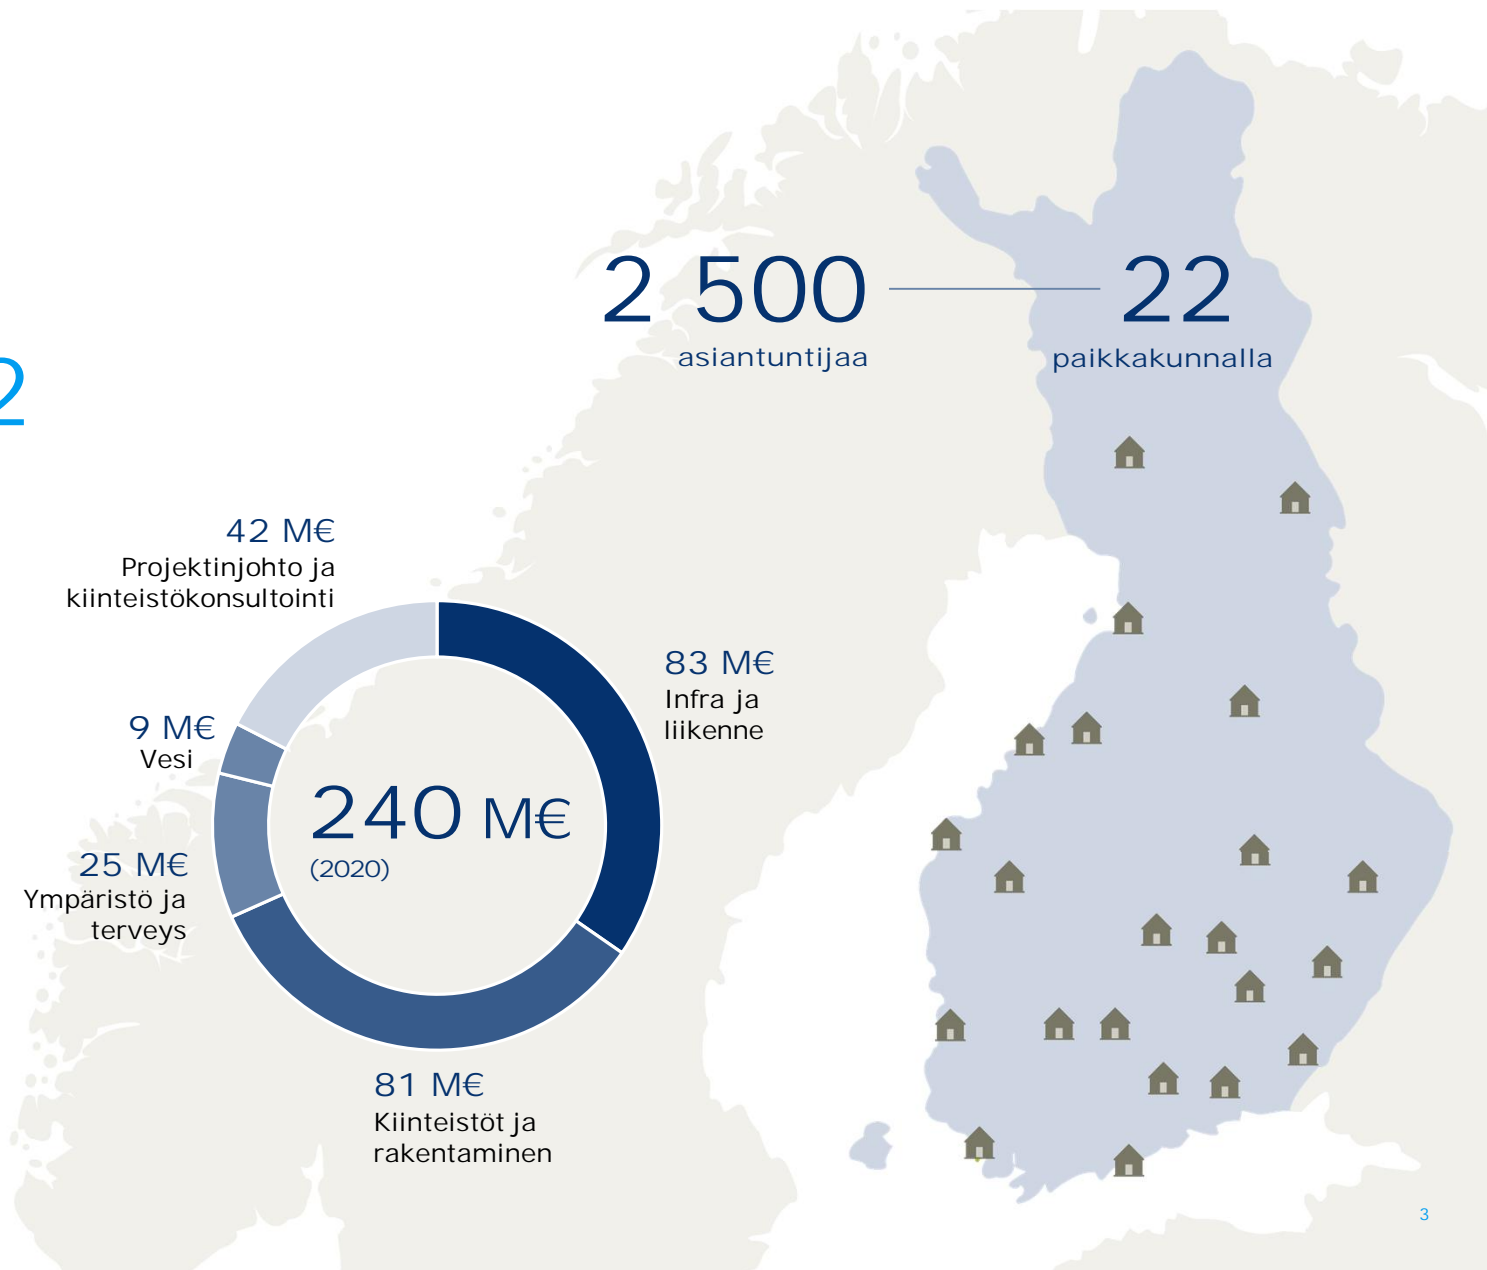 2 500
asiantuntijaa
22
paikkakunnalla
2
42 M€
Projektinjohto ja
kiinteistökonsultointi
83 M€
Infra ja
liikenne
9 M€
Vesi
240 M€
(2020)
25 M€
Ympäristö ja
terveys
81 M€
Kiinteistöt ja
rakentaminen
3